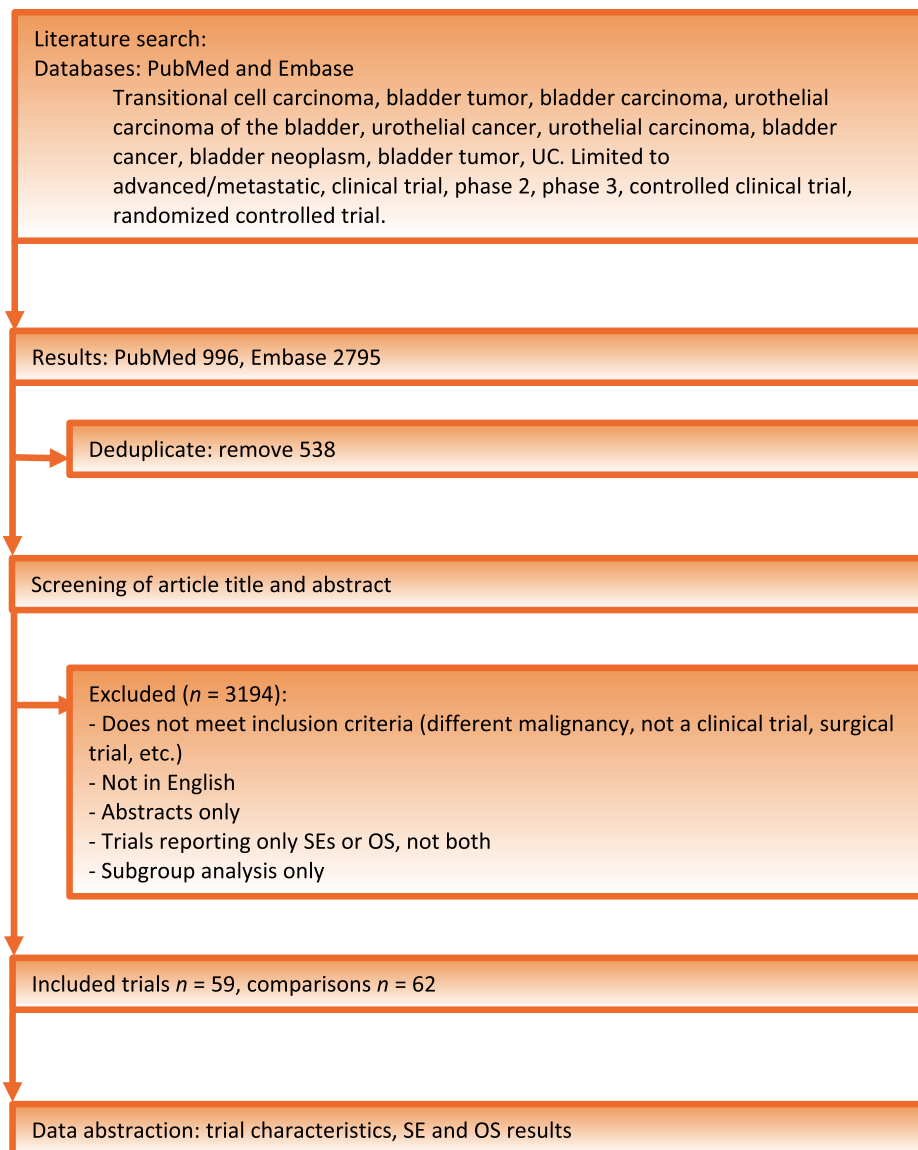 Literature search:
Databases: PubMed and Embase
Transitional cell carcinoma, bladder tumor, bladder carcinoma, urothelial
carcinoma of the bladder, urothelial cancer, urothelial carcinoma, bladder
cancer, bladder neoplasm, bladder tumor, UC. Limited to
advanced/metastatic, clinical trial, phase 2, phase 3, controlled clinical trial,
randomized controlled trial.
Results: PubMed 996, Embase 2795
Deduplicate: remove 538
Screening of article title and abstract
Excluded (n = 3194):
- Does not meet inclusion criteria (different malignancy, not a clinical trial, surgical
trial, etc.)
- Not in English
- Abstracts only
- Trials reporting only SEs or OS, not both
- Subgroup analysis only
Included trials n = 59, comparisons n = 62
Data abstraction: trial characteristics, SE and OS results